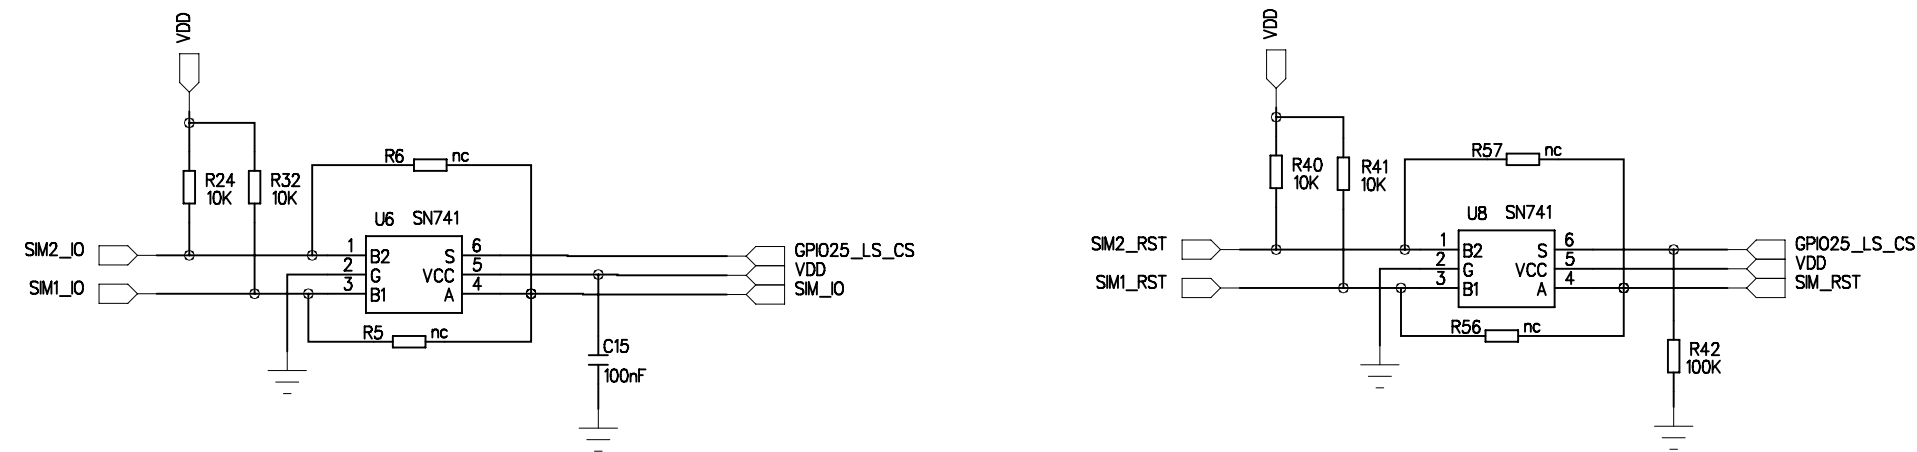 VDD
R6 nc
R24
10K
R32
10K
U6 SN741
SIM2_IO
1 B2 S 6
GPIO25_LS_CS
2 G VCC 5
VDD
SIM1_IO
3 B1 A 4
SIM_IO
R5 nc
C15
100nF
VDD
R57 nc
R40
10K
R41
10K
U8 SN741
SIM2_RST
1 B2 S 6
GPIO25_LS_CS
2 G VCC 5
VDD
SIM1_RST
3 B1 A 4
SIM_RST
R56 nc
R42
100K